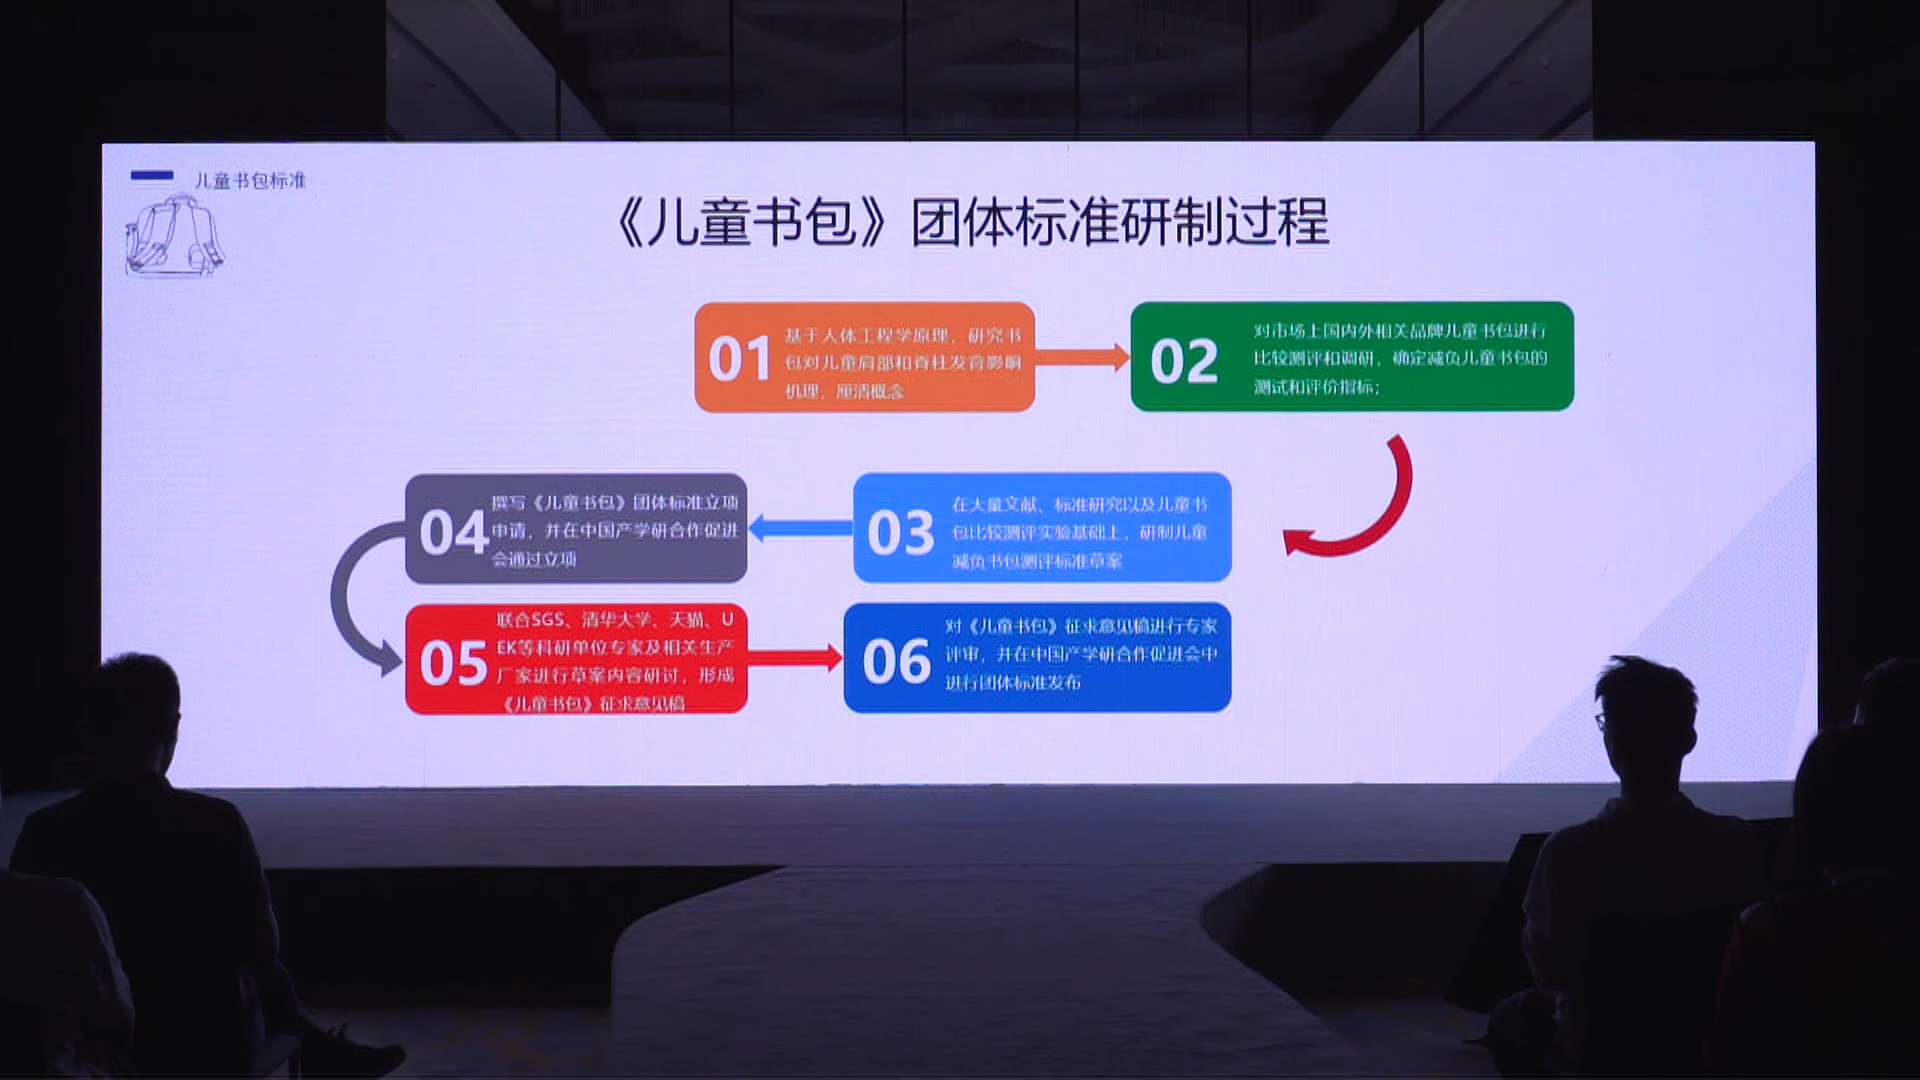 儿童书包标准
《儿童书包》团体标准研制过程
01
基于人体工程学原理，研究书
包对儿童肩部和脊柱发育影响
机理，厘清概念
02
对市场上国内外相关品牌儿童书包进行
比较测评和调研，确定减负儿童书包的
测试和评价指标；
03
在大量文献、标准研究以及儿童书
包比较测评实验基础上，研制儿童
减负书包测评标准草案
04
撰写《儿童书包》团体标准立项
申请，并在中国产学研合作促进
会通过立项
05
联合SGS、清华大学、天猫、U
EK等科研单位专家及相关生产
厂家进行草案内容研讨，形成
《儿童书包》征求意见稿
06
对《儿童书包》征求意见稿进行专家
评审，并在中国产学研合作促进会中
进行团体标准发布